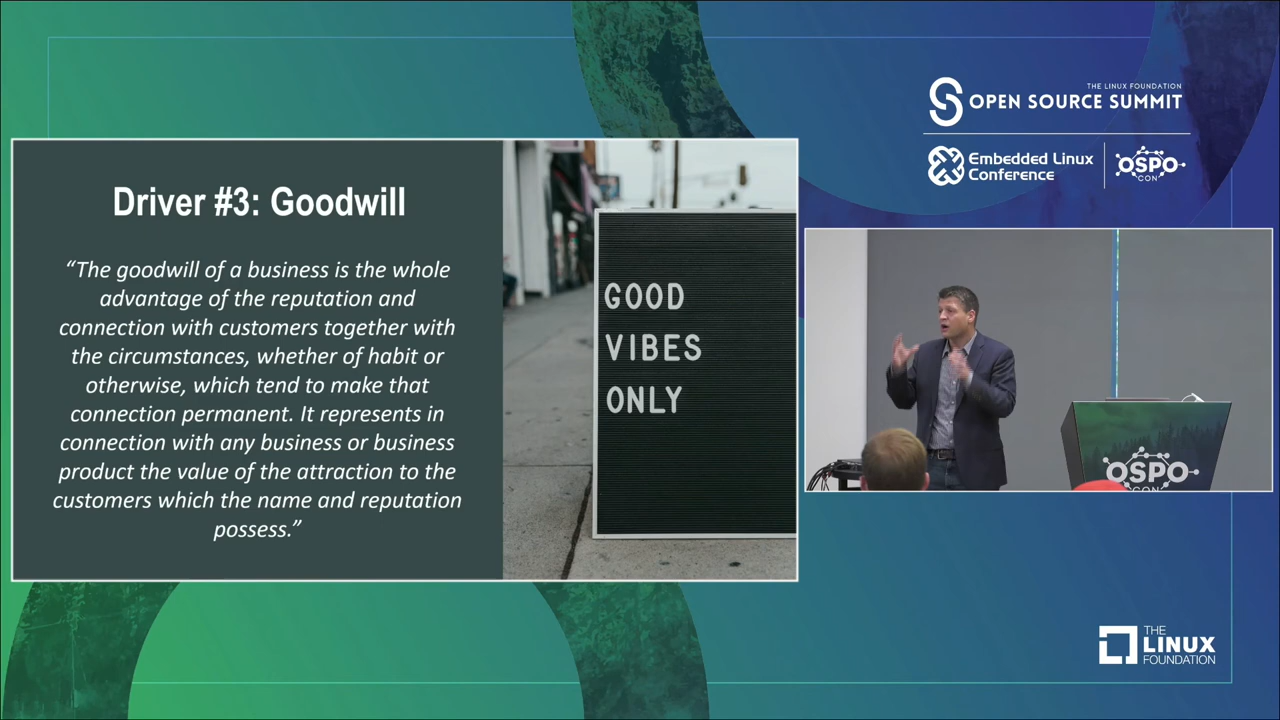 THE LINUX FOUNDATION
OPEN SOURCE SUMMIT
Embedded Linux
Conference
OSPO
CON
Driver #3: Goodwill
“The goodwill of a business is the whole
advantage of the reputation and
connection with customers together with
the circumstances, whether of habit or
otherwise, which tend to make that
connection permanent. It represents in
connection with any business or business
product the value of the attraction to the
customers which the name and reputation
possess.”
GOOD
VIBES
ONLY
OSPO
CON
THE
LINUX
FOUNDATION